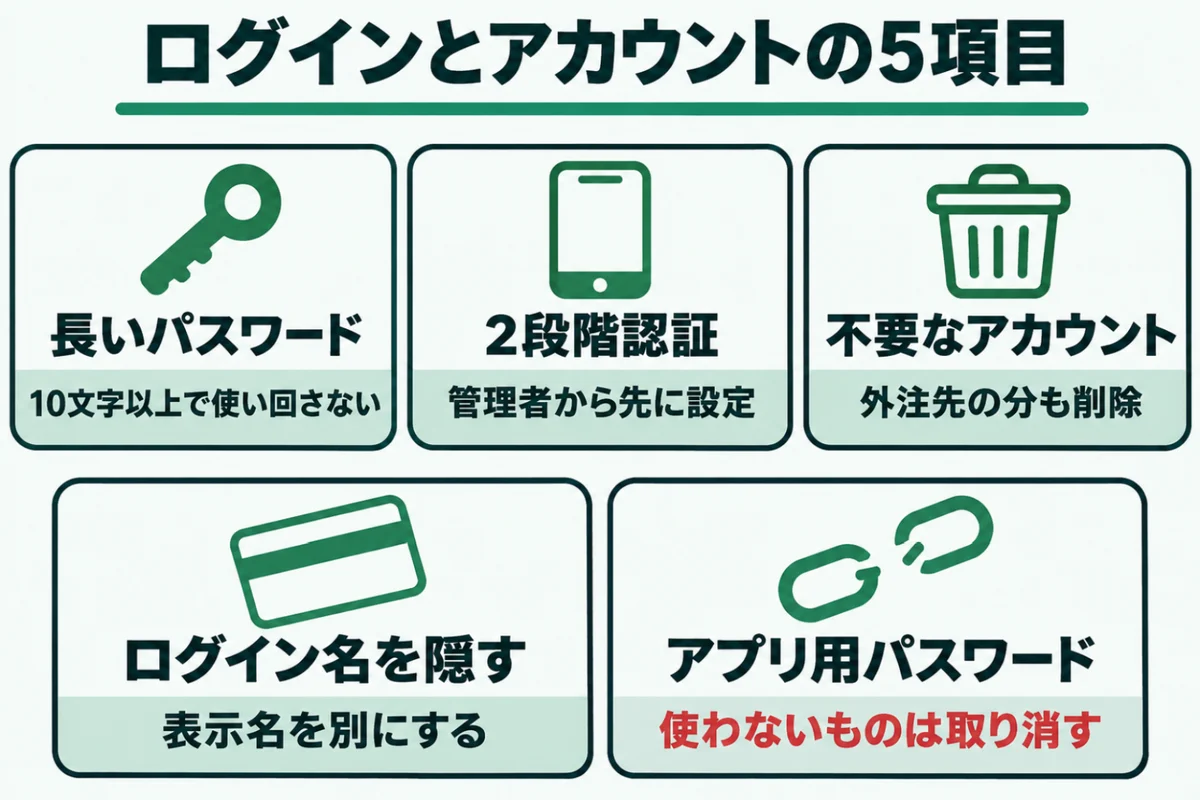 ログインとアカウントの5項目
長いパスワード
10文字以上で使い回さない
2段階認証
管理者から先に設定
不要なアカウント
外注先の分も削除
ログイン名を隠す
表示名を別にする
アプリ用パスワード
使わないものは取り消す